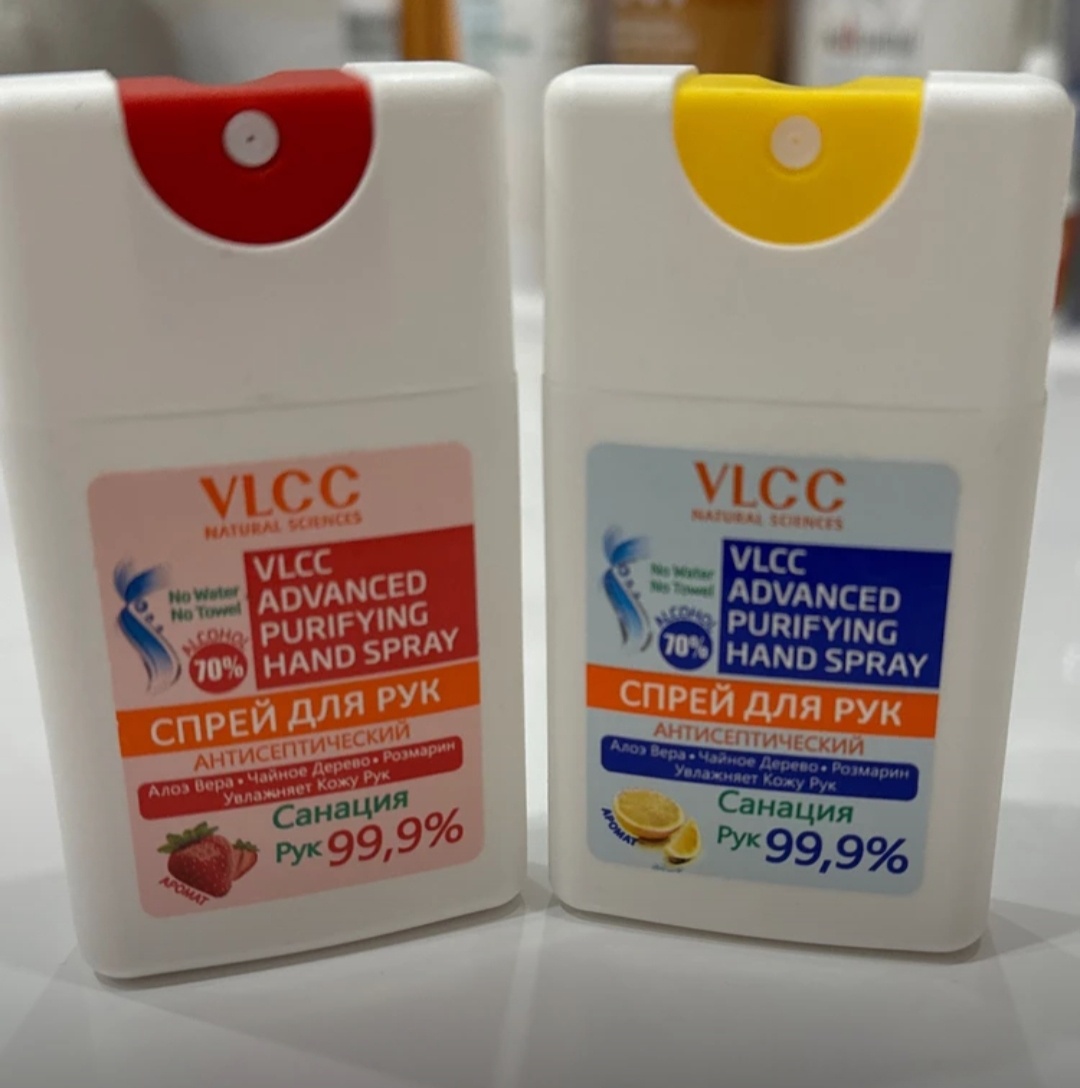 VLCC
NATURAL SCIENCES
No Water
No Towel
ALCOHOL
70%
VLCC
ADVANCED
PURIFYING
HAND SPRAY
СПРЕЙ ДЛЯ РУК
АНТИСЕПТИЧЕСКИЙ
Алоэ Вера • Чайное Дерево • Розмарин
Увлажняет Кожу Рук
Санация
Рук 99,9%
АРОМАТ
VLCC
NATURAL SCIENCES
No Water
No Towel
ALCOHOL
70%
VLCC
ADVANCED
PURIFYING
HAND SPRAY
СПРЕЙ ДЛЯ РУК
АНТИСЕПТИЧЕСКИЙ
Алоэ Вера • Чайное Дерево • Розмарин
Увлажняет Кожу Рук
Санация
Рук 99,9%
АРОМАТ